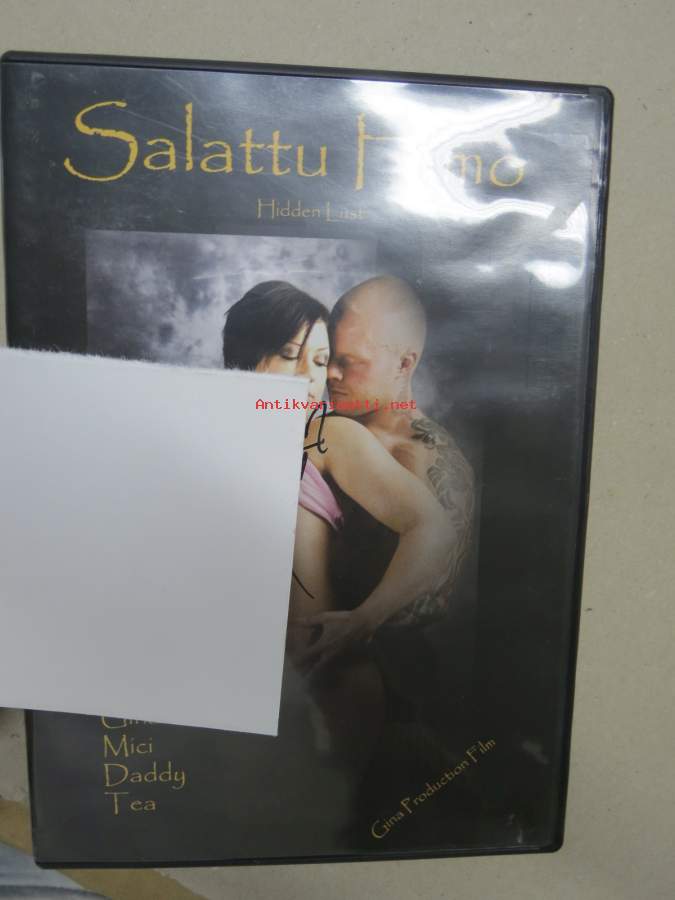 Salattu
Hidden Lust
Antikvariaatti.net
Mici
Daddy
Tea
Gina Production Film